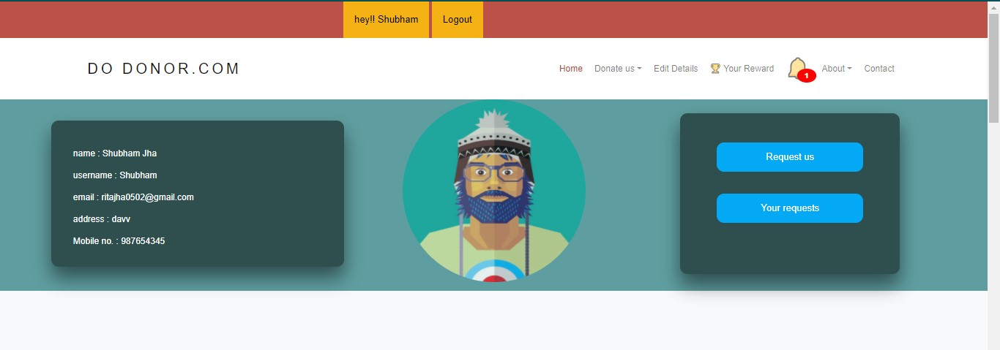 hey!! Shubham Logout
DO DONOR.COM
Home Donate us Edit Details Your Reward 1 About Contact
name : Shubham Jha
username : Shubham
email : ritajha0502@gmail.com
address : davv
Mobile no. : 987654345
Request us
Your requests